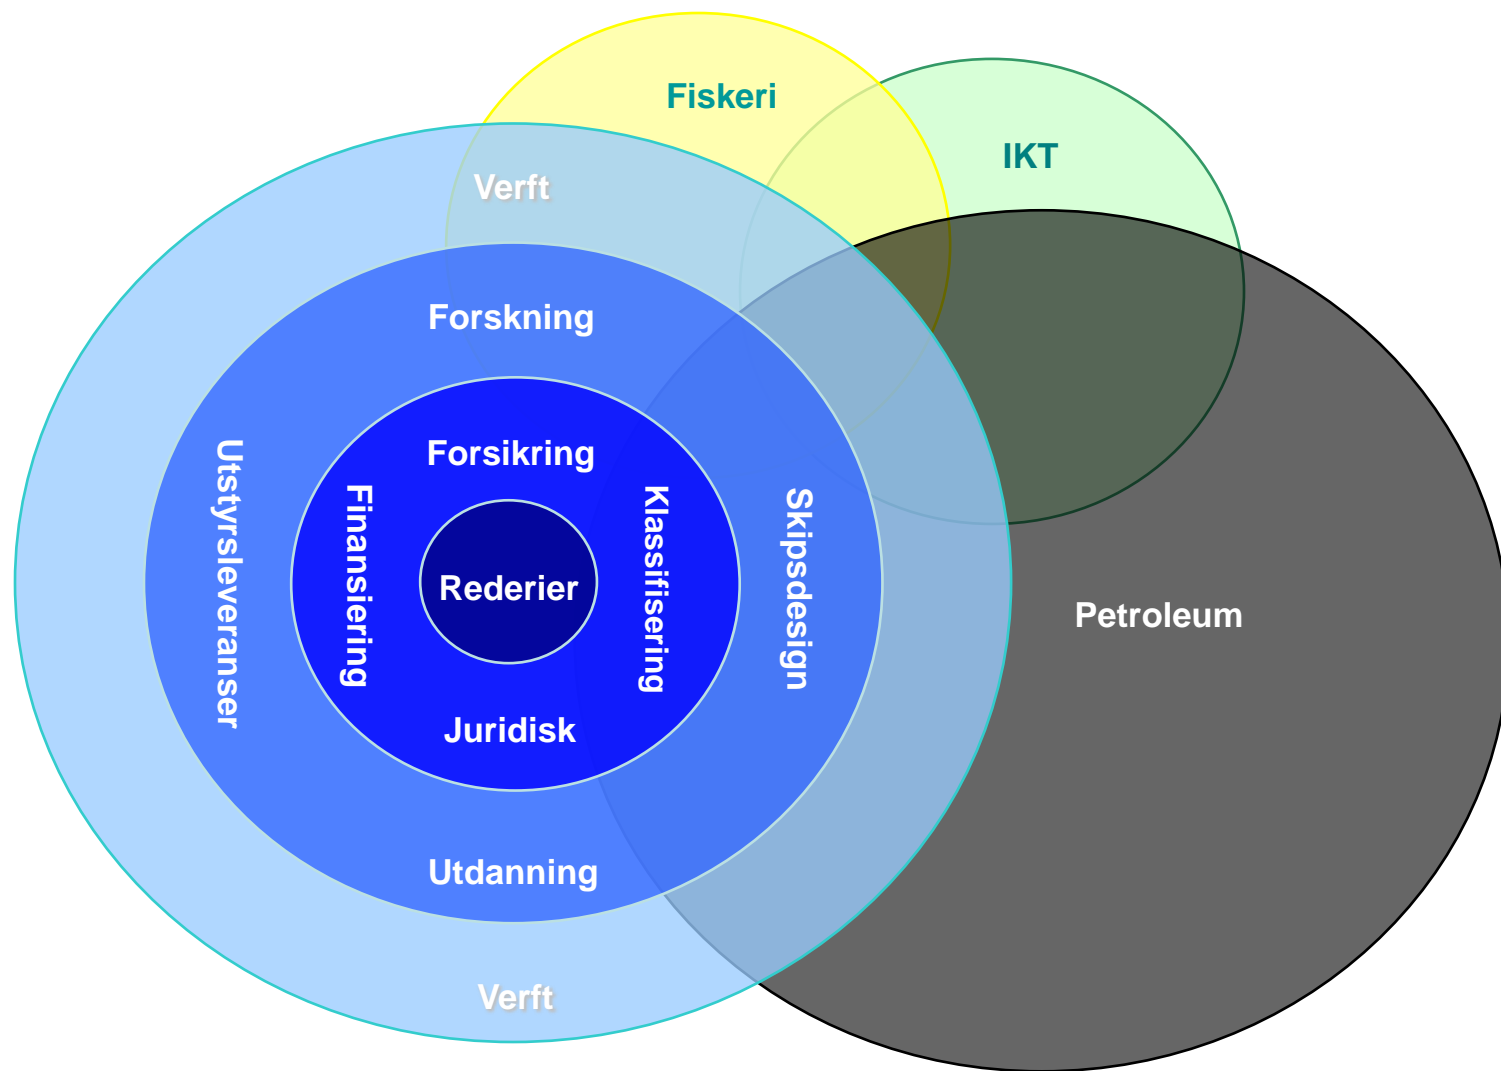 Fiskeri
IKT
Verft
Forskning
Forsikring
Utstyrsleveranser
Finansiering
Rederier
Klassifisering
Skipsdesign
Petroleum
Juridisk
Utdanning
Verft